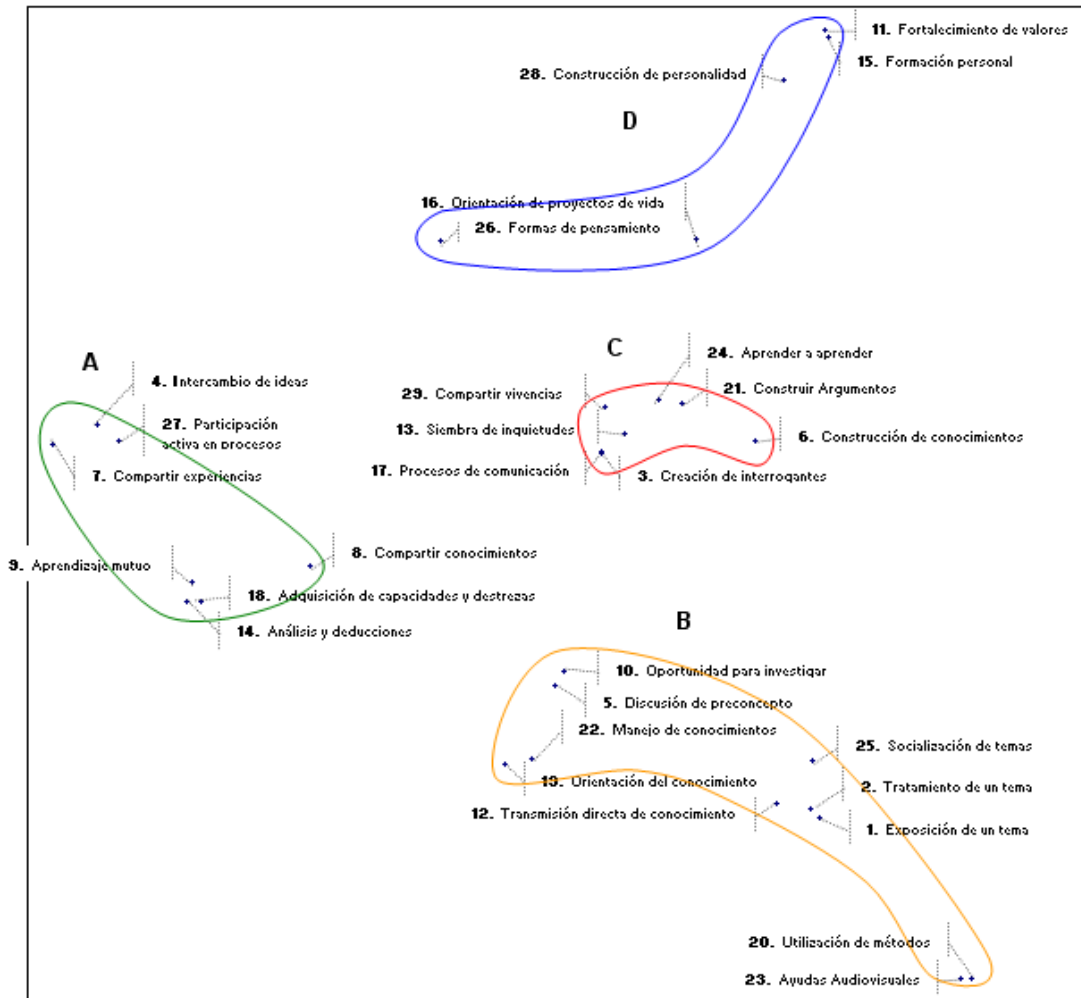 11. Fortalecimiento de valores
15. Formación personal
28. Construcción de personalidad
D
16. Orientación de proyectos de vida
26. Formas de pensamiento
A
4. Intercambio de ideas
27. Participación
activa en procesos
7. Compartir experiencias
9. Aprendizaje mutuo
8. Compartir conocimientos
18. Adquisición de capacidades y destrezas
14. Análisis y deducciones
C
24. Aprender a aprender
29. Compartir vivencias
21. Construir Argumentos
13. Siembra de inquietudes
6. Construcción de conocimientos
17. Procesos de comunicación
3. Creación de interrogantes
B
10. Oportunidad para investigar
5. Discusión de preconcepto
22. Manejo de conocimientos
25. Socialización de temas
19. Orientación del conocimiento
2. Tratamiento de un tema
12. Transmisión directa de conocimiento
1. Exposición de un tema
20. Utilización de métodos
23. Ayudas Audiovisuales